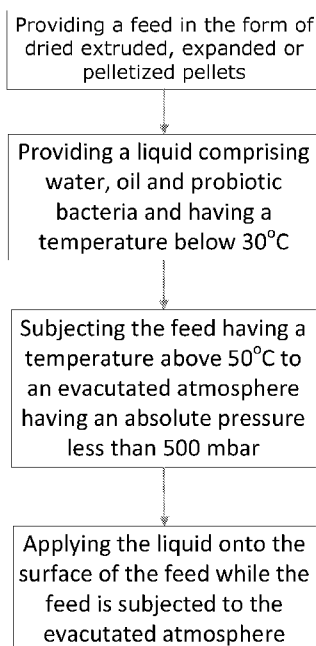 Providing a feed in the form of
dried extruded, expanded or
pelletized pellets
Providing a liquid comprising
water, oil and probiotic
bacteria and having a
temperature below 30°C
Subjecting the feed having a
temperature above 50°C to
an evacutated atmosphere
having an absolute pressure
less than 500 mbar
Applying the liquid onto the
surface of the feed while the
feed is subjected to the
evacutated atmosphere